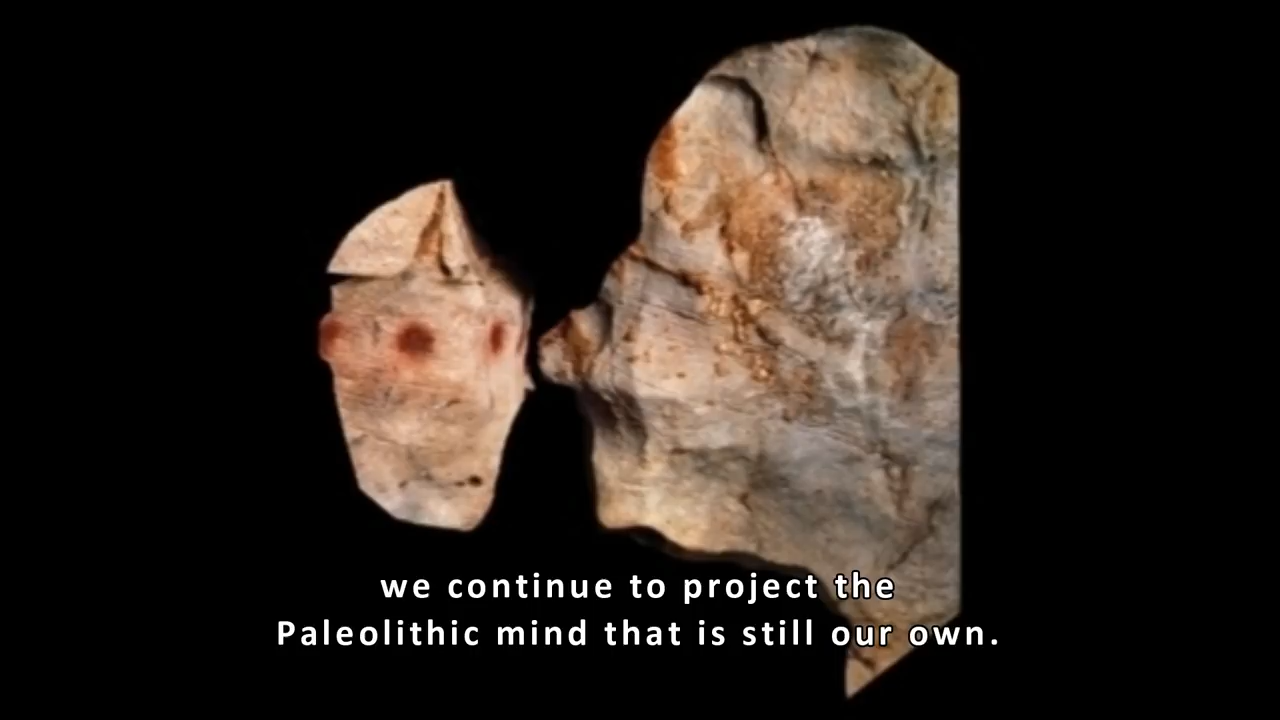 we continue to project the
Paleolithic mind that is still our own.